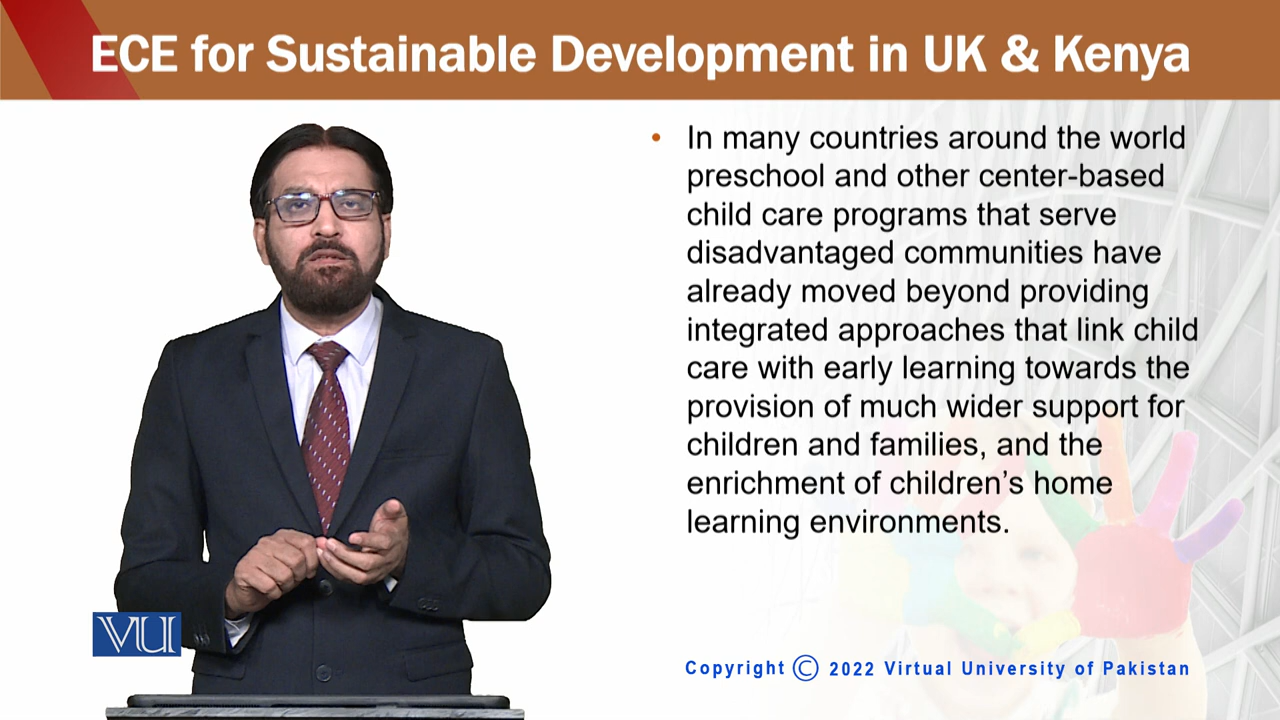 ECE for Sustainable Development in UK & Kenya
• In many countries around the world
preschool and other center-based
child care programs that serve
disadvantaged communities have
already moved beyond providing
integrated approaches that link child
care with early learning towards the
provision of much wider support for
children and families, and the
enrichment of children’s home
learning environments.
VU
Copyright © 2022 Virtual University of Pakistan